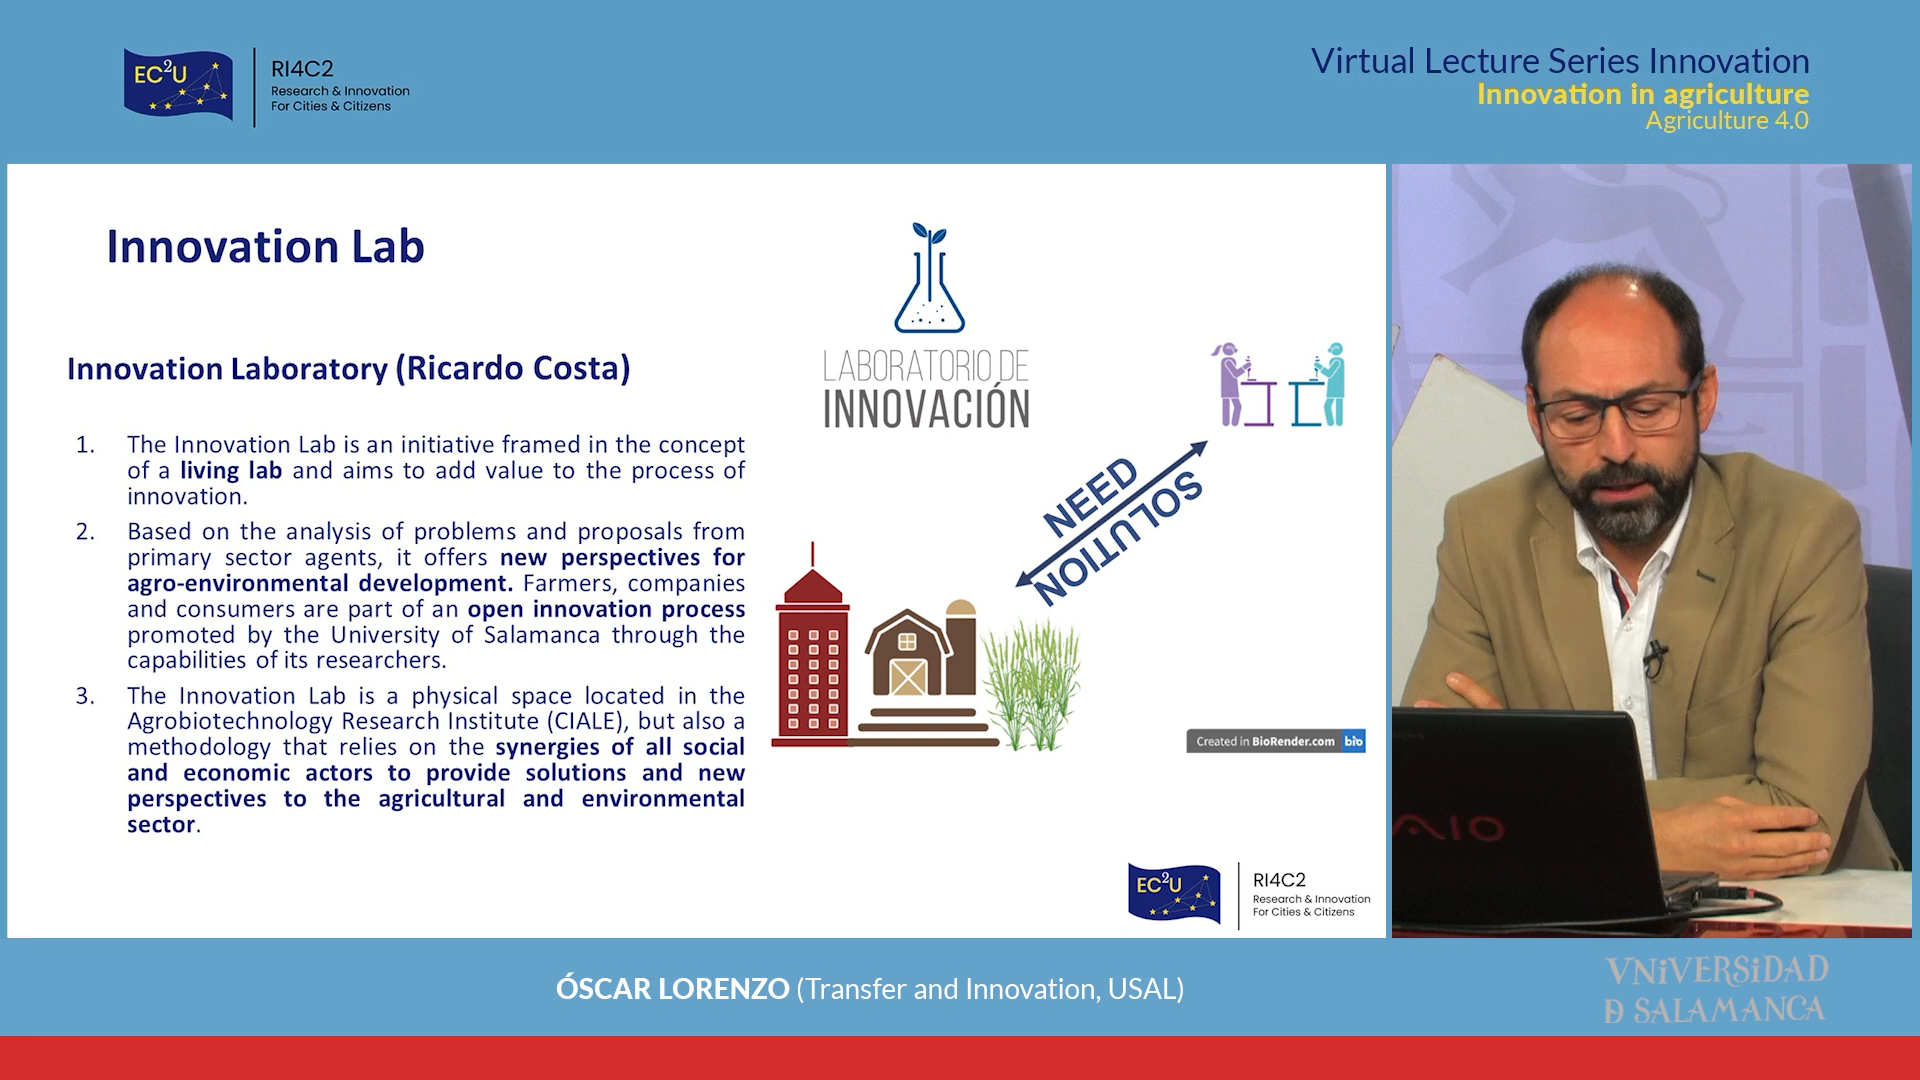 EC2U
RI4C2
Research & Innovation
For Cities & Citizens
Virtual Lecture Series Innovation
Innovation in agriculture
Agriculture 4.0
Innovation Lab
Innovation Laboratory (Ricardo Costa)
1. The Innovation Lab is an initiative framed in the concept
of a living lab and aims to add value to the process of
innovation.
2. Based on the analysis of problems and proposals from
primary sector agents, it offers new perspectives for
agro-environmental development. Farmers, companies
and consumers are part of an open innovation process
promoted by the University of Salamanca through the
capabilities of its researchers.
3. The Innovation Lab is a physical space located in the
Agrobiotechnology Research Institute (CIALE), but also a
methodology that relies on the synergies of all social
and economic actors to provide solutions and new
perspectives to the agricultural and environmental
sector.
LABORATORIO DE
INNOVACIÓN
NEED
SOLUTION
Created in BioRender.com bio
EC2U
RI4C2
Research & Innovation
For Cities & Citizens
AIO
ÓSCAR LORENZO (Transfer and Innovation, USAL)
VNiVERSiDAD
Đ SALAMANCA